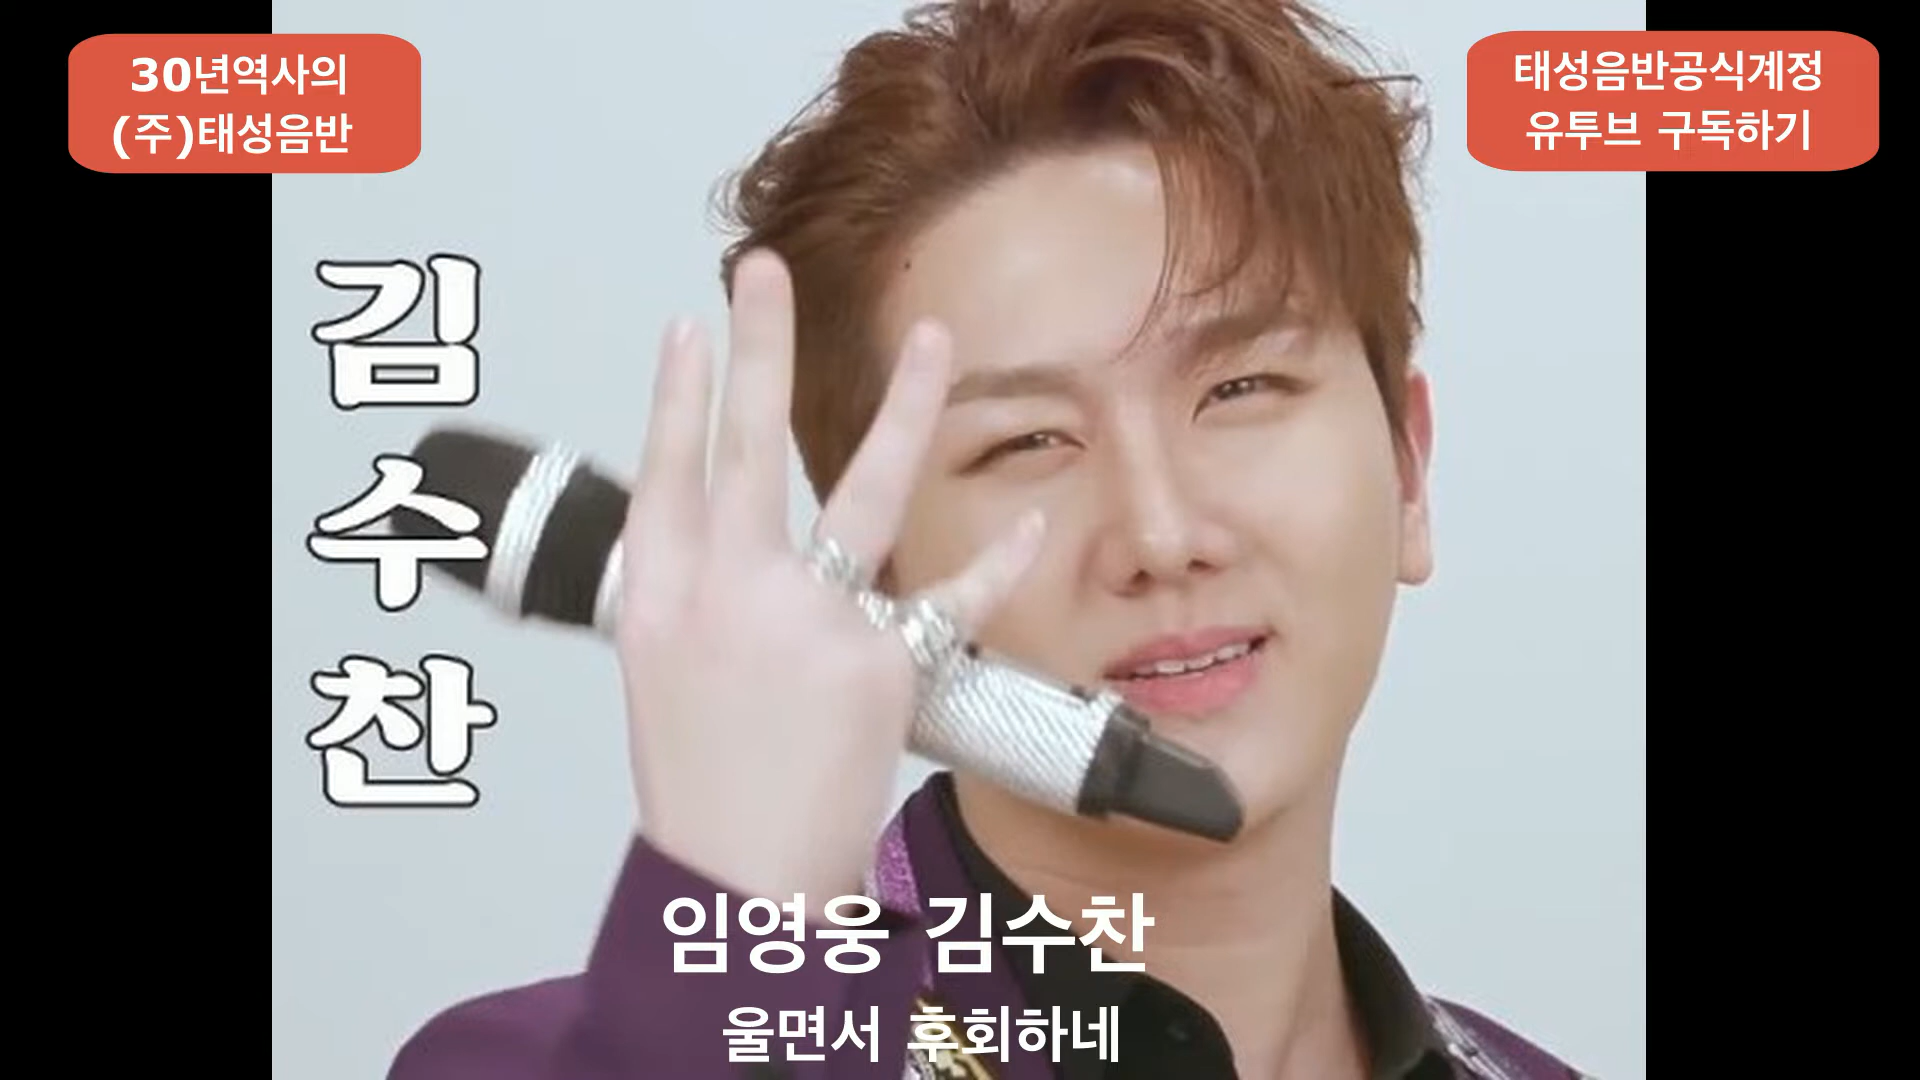 30년역사의
(주)태성음반
태성음반공식계정
유투브 구독하기
김
수
찬
임영웅 김수찬
울면서 후회하네